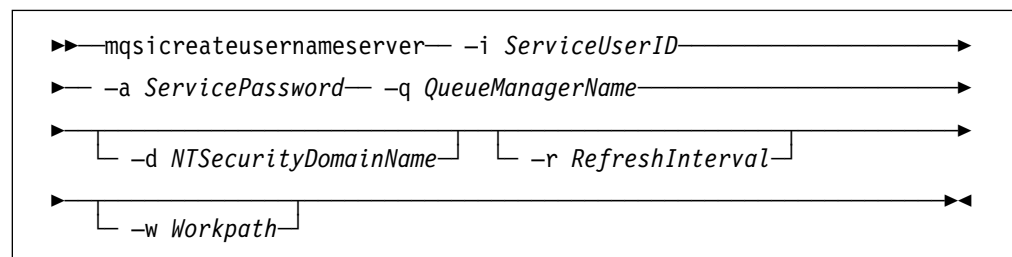 mqsicreateusernameserver –i ServiceUserID
–a ServicePassword –q QueueManagerName
–d NTSecurityDomainName –r RefreshInterval
–w Workpath